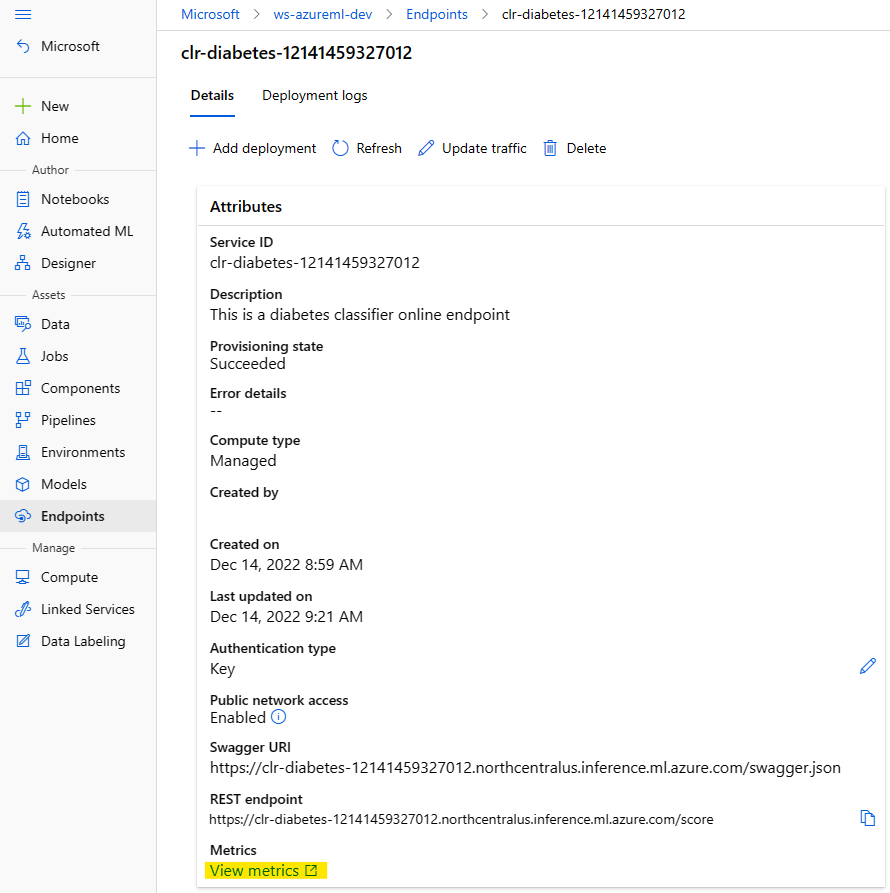 Microsoft > ws-azureml-dev > Endpoints > clr-diabetes-12141459327012
Microsoft
New
Home
Author
Notebooks
Automated ML
Designer
Assets
Data
Jobs
Components
Pipelines
Environments
Models
Endpoints
Manage
Compute
Linked Services
Data Labeling
clr-diabetes-12141459327012
Details Deployment logs
Add deployment Refresh Update traffic Delete
Attributes
Service ID
clr-diabetes-12141459327012
Description
This is a diabetes classifier online endpoint
Provisioning state
Succeeded
Error details
--
Compute type
Managed
Created by
Created on
Dec 14, 2022 8:59 AM
Last updated on
Dec 14, 2022 9:21 AM
Authentication type
Key
Public network access
Enabled
Swagger URI
https://clr-diabetes-12141459327012.northcentralus.inference.ml.azure.com/swagger.json
REST endpoint
https://clr-diabetes-12141459327012.northcentralus.inference.ml.azure.com/score
Metrics
View metrics